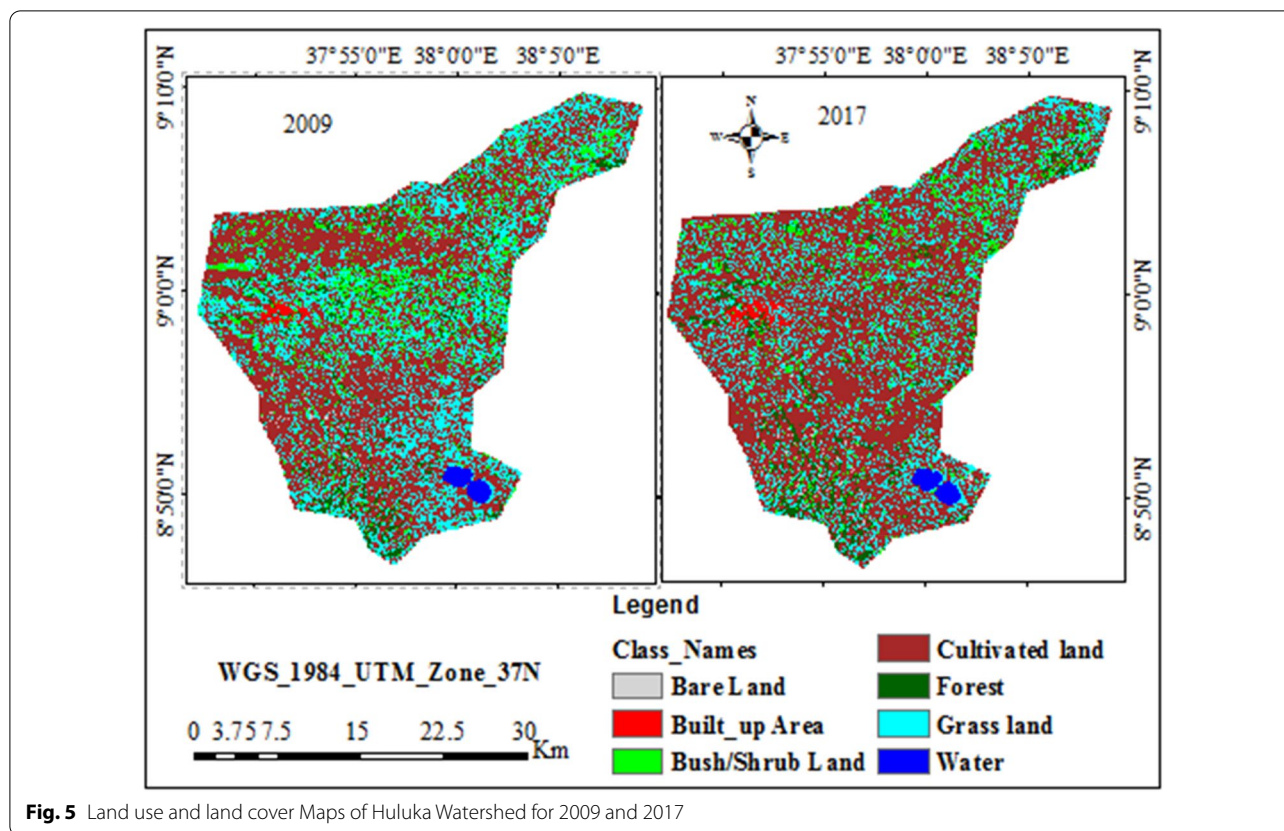 37°55'0"E 38°0'0"E 38°5'0"E 37°55'0"E 38°0'0"E 38°5'0"E
9°10'0"N 9°0'0"N 8°50'0"N
2009
2017
N
W E
S
9°10'0"N 9°0'0"N 8°50'0"N
Legend
Class_Names
Bare Land
Built_up Area
Bush/Shrub Land
Cultivated land
Forest
Grass land
Water
WGS_1984_UTM_Zone_37N
0 3.75 7.5 15 22.5 30
Km
Fig. 5 Land use and land cover Maps of Huluka Watershed for 2009 and 2017